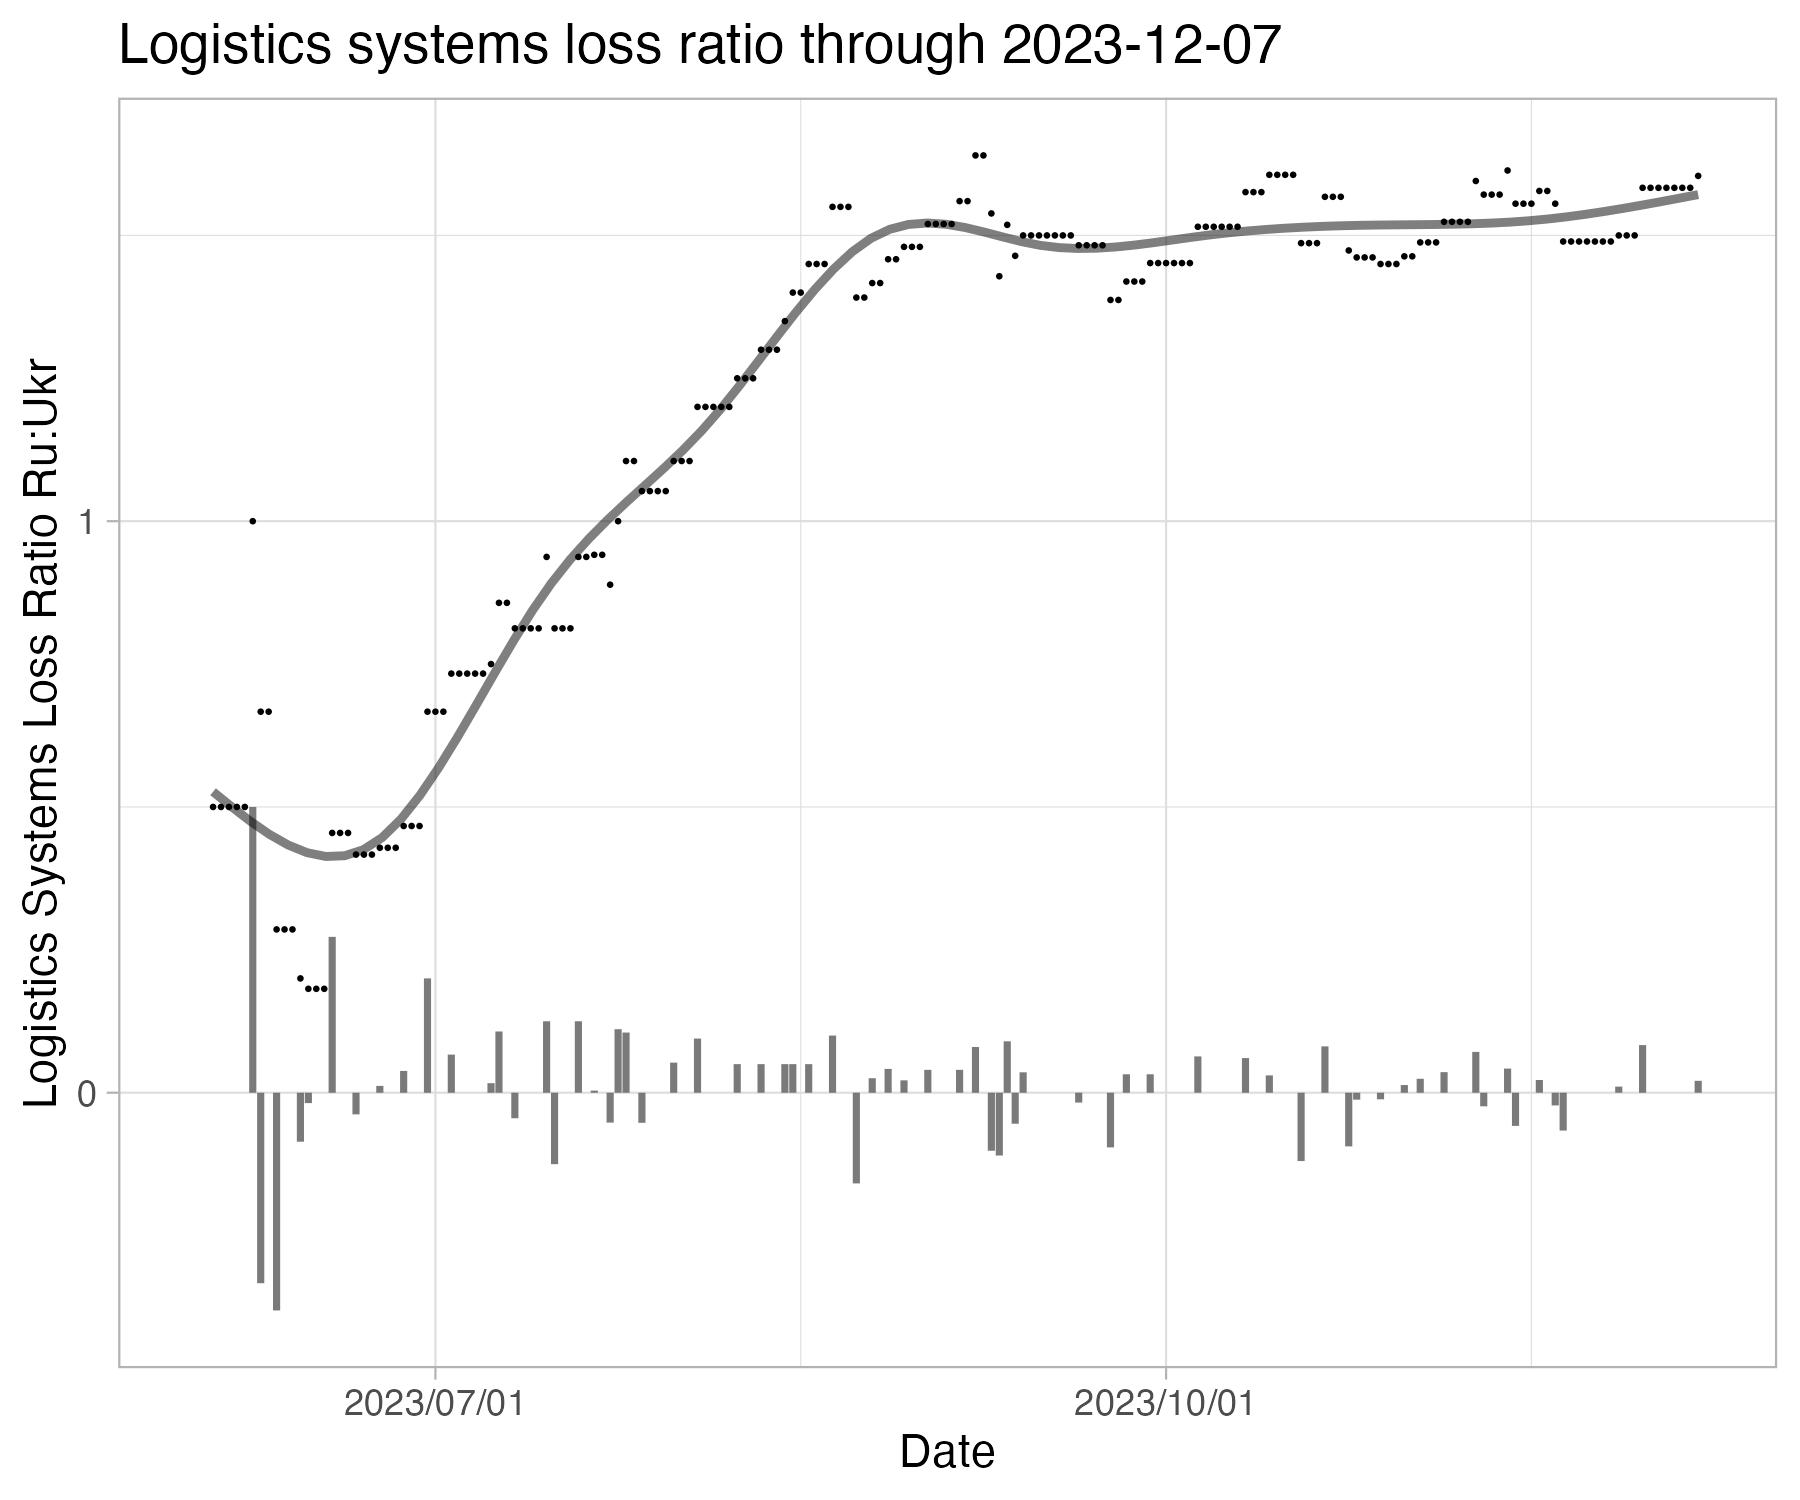 Logistics systems loss ratio through 2023-12-07
Logistics Systems Loss Ratio Ru:Ukr
1
0
2023/07/01
2023/10/01
Date